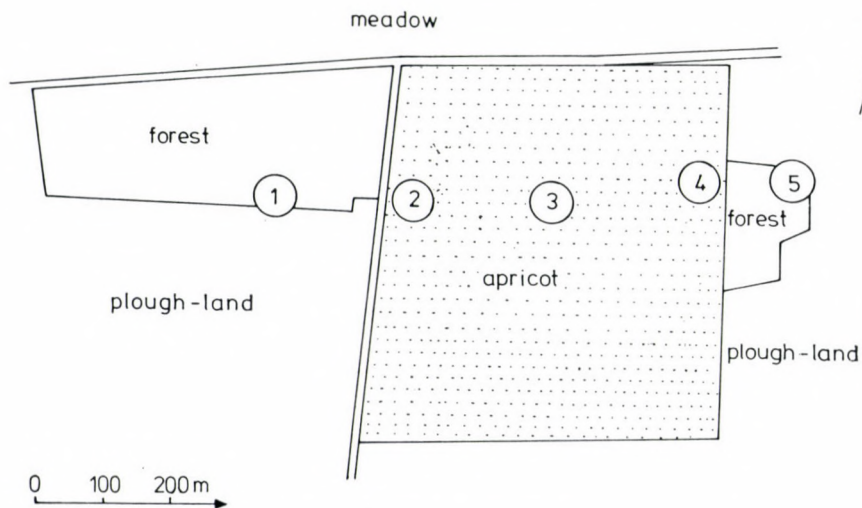 meadow
forest
1
2
3
4
5
forest
apricot
plough-land
plough-land
0 100 200 m